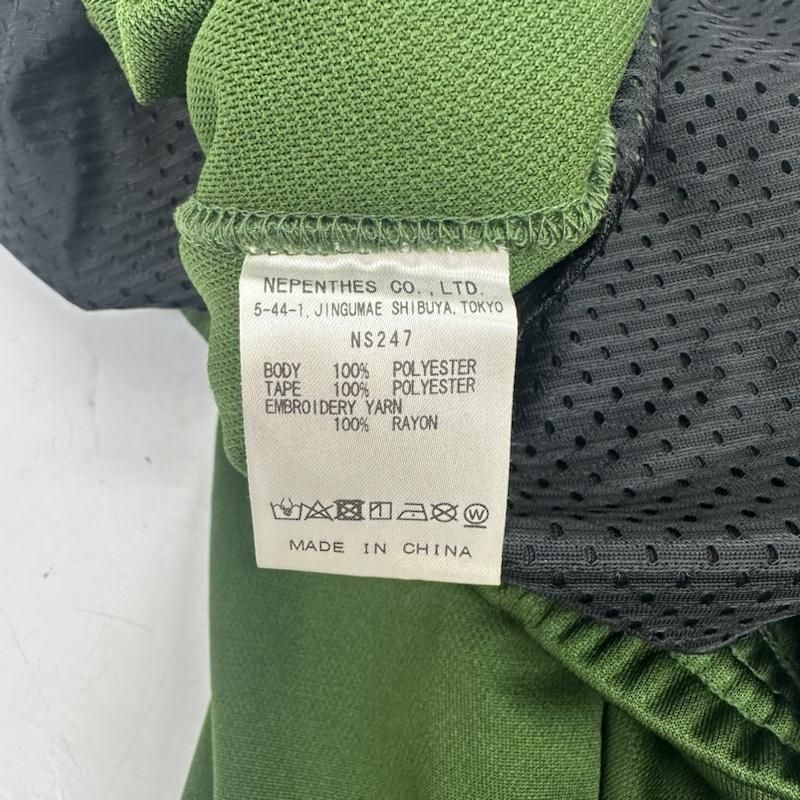 NEPENTHES CO., LTD.
5-44-1, JINGUMAE SHIBUYA, TOKYO
NS247
BODY 100% POLYESTER
TAPE 100% POLYESTER
EMBROIDERY YARN
100% RAYON
W
MADE IN CHINA